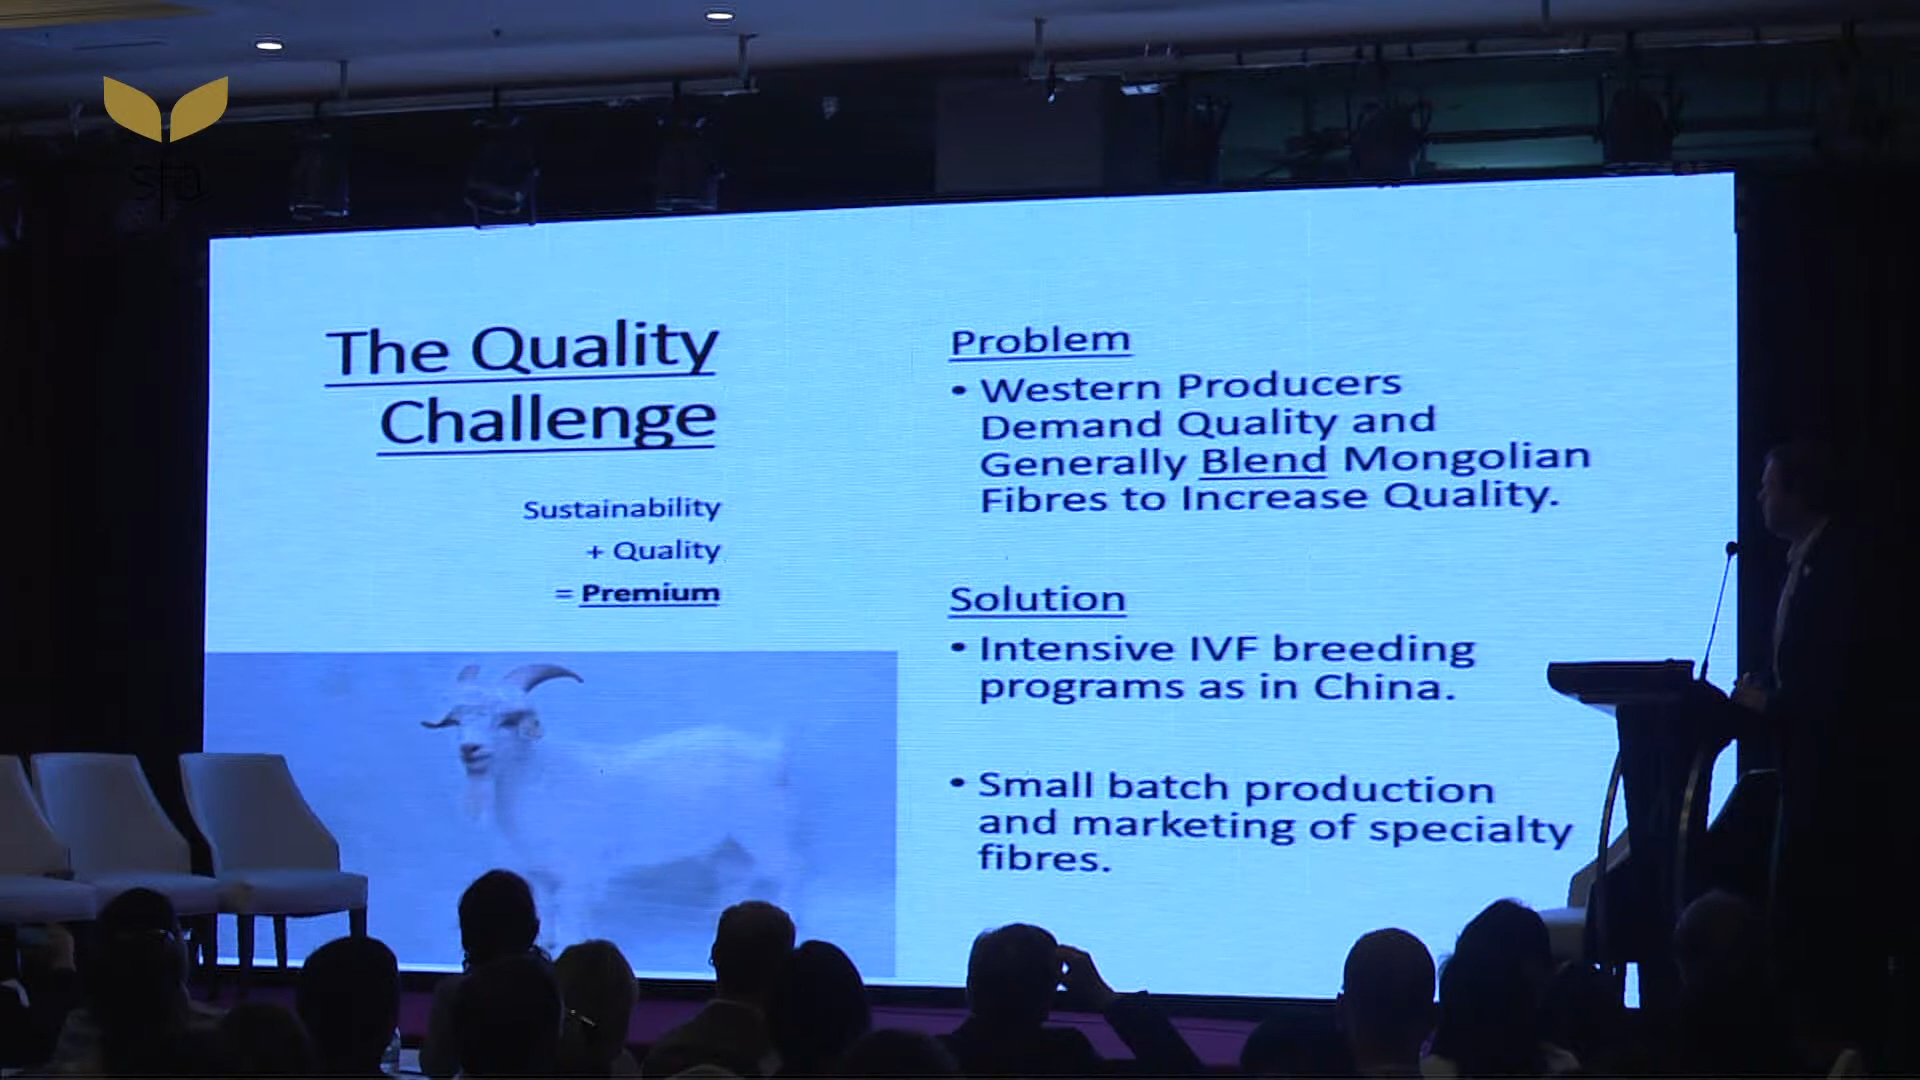 SFA
The Quality
Challenge
Sustainability
+ Quality
= Premium
Problem
• Western Producers
Demand Quality and
Generally Blend Mongolian
Fibres to Increase Quality.
Solution
• Intensive IVF breeding
programs as in China.
• Small batch production
and marketing of specialty
fibres.